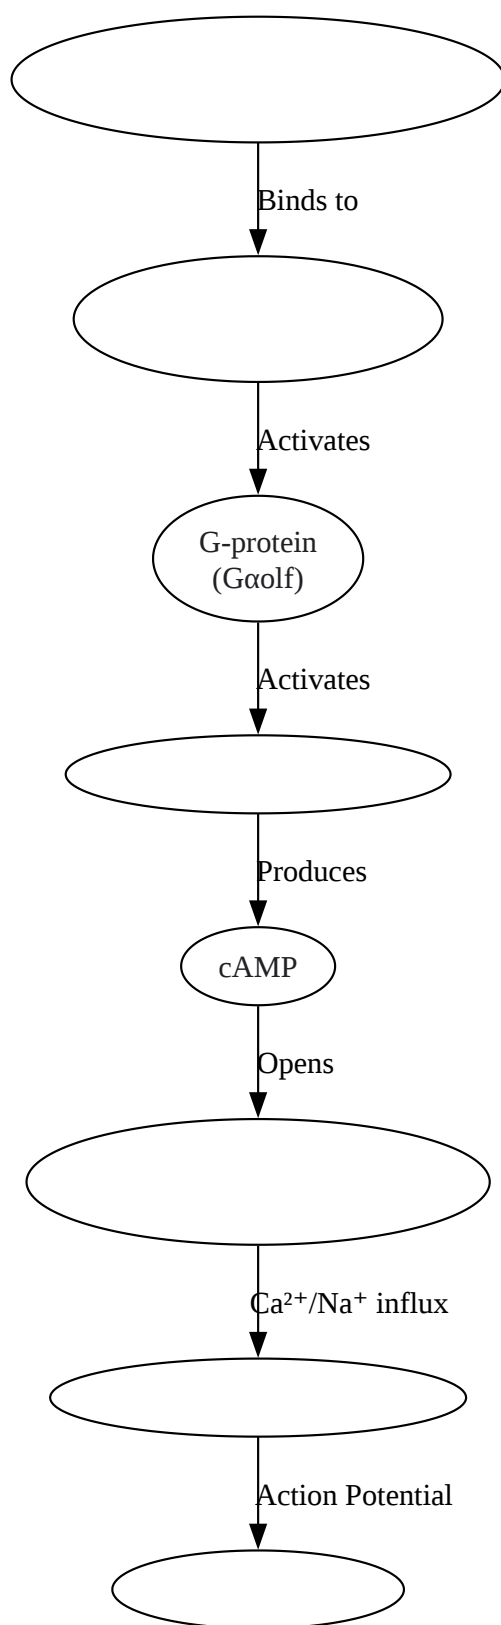 Binds to
Activates
G-protein
(Gαolf)
Activates
Produces
cAMP
Opens
Ca²⁺/Na⁺ influx
Action Potential